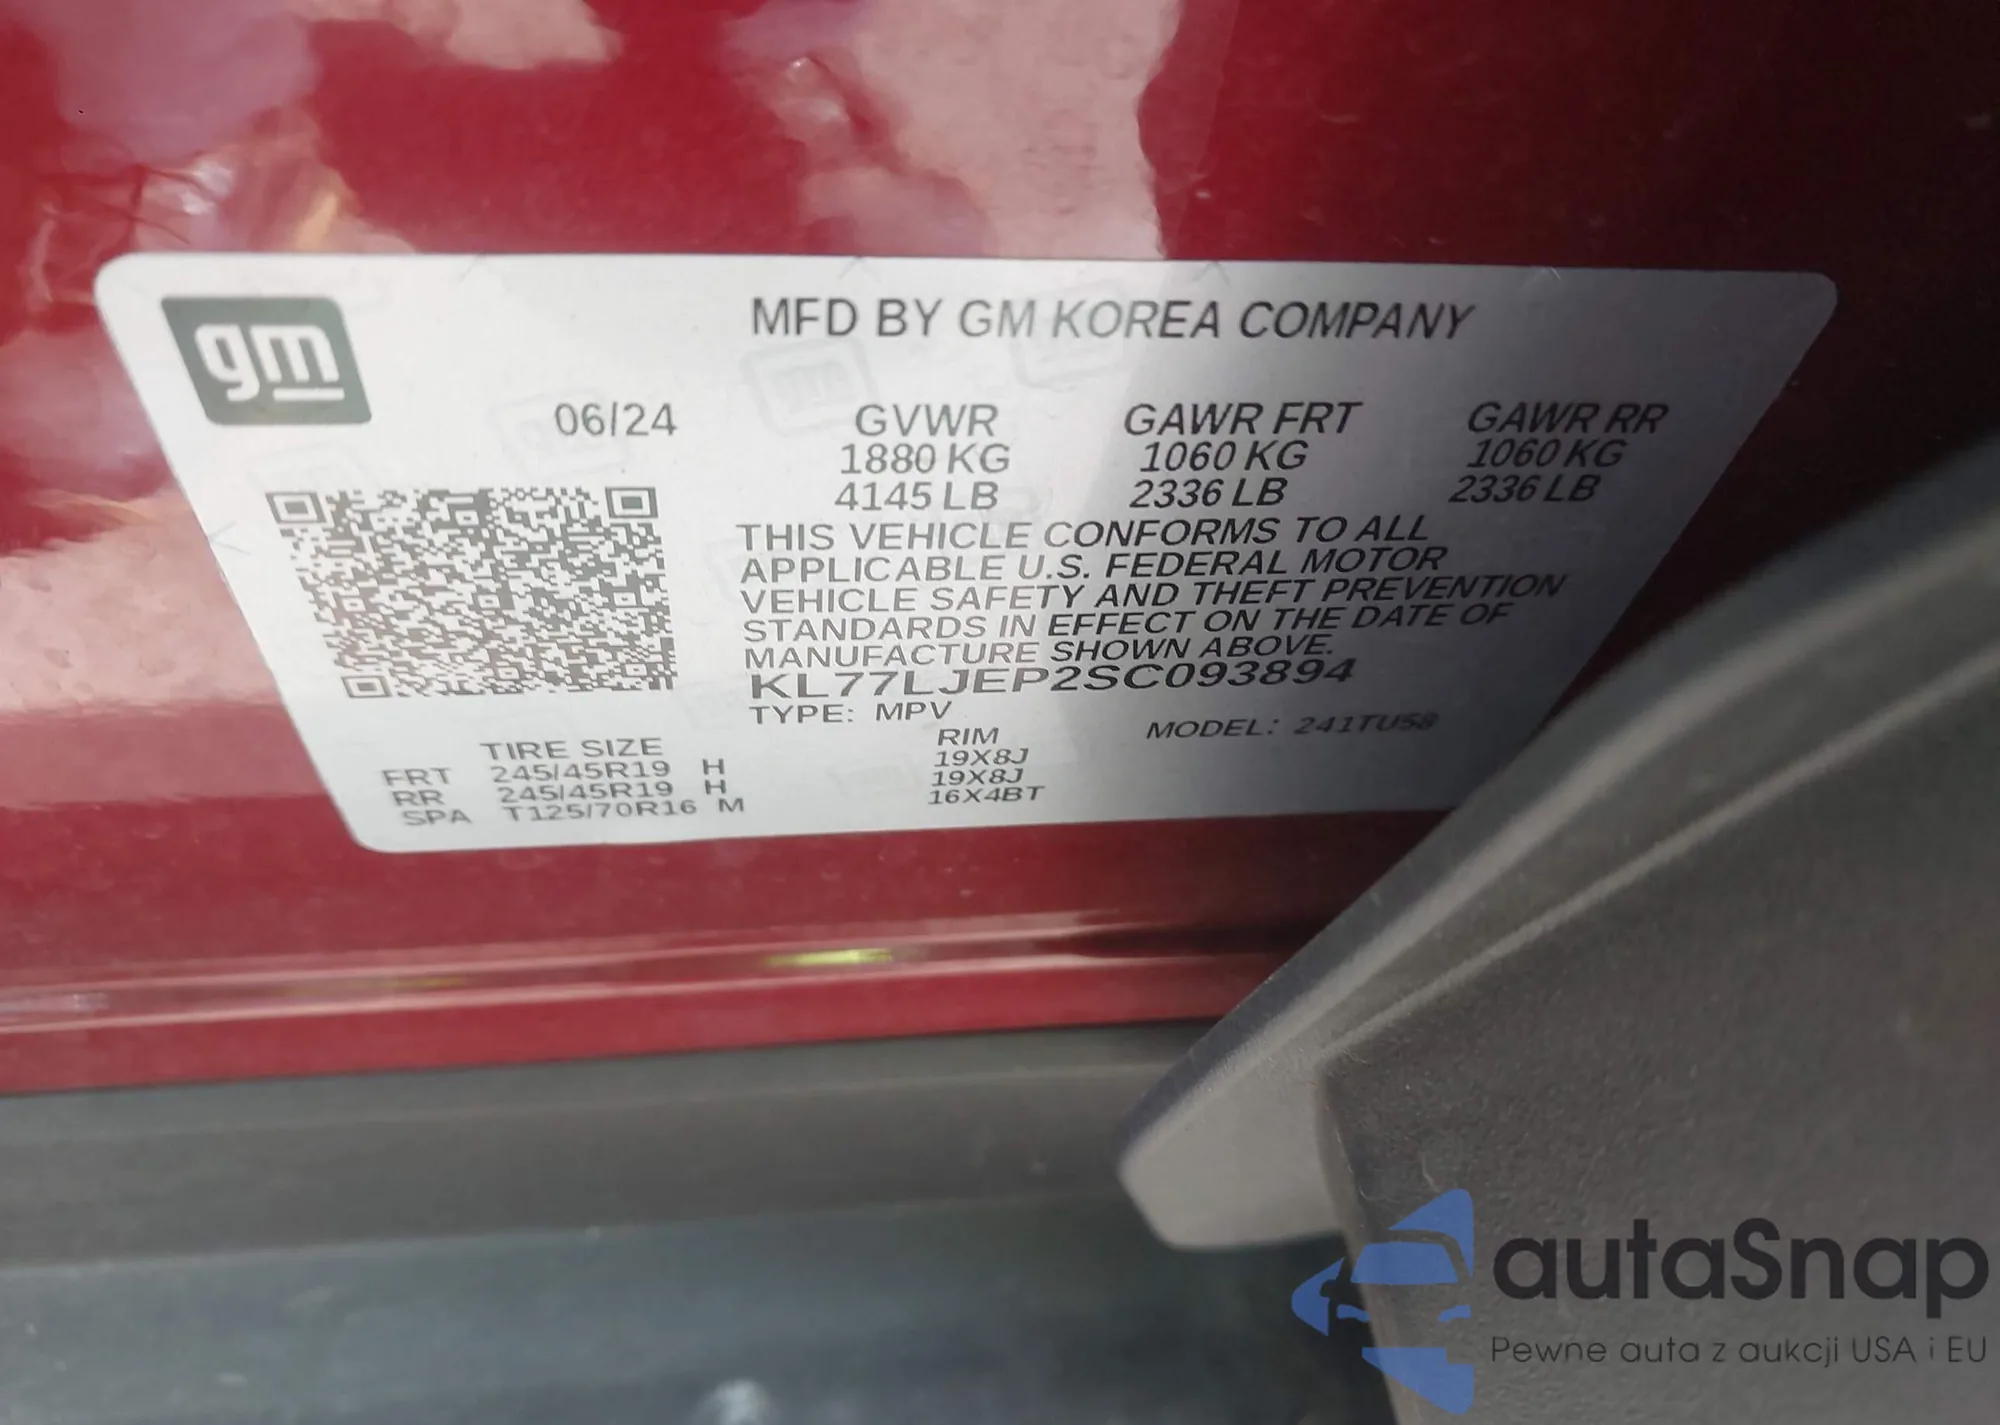 gm
MFD BY GM KOREA COMPANY
06/24 GVWR GAWR FRT GAWR RR
1880 KG 1060 KG 1060 KG
4145 LB 2336 LB 2336 LB
THIS VEHICLE CONFORMS TO ALL
APPLICABLE U.S. FEDERAL MOTOR
VEHICLE SAFETY AND THEFT PREVENTION
STANDARDS IN EFFECT ON THE DATE OF
MANUFACTURE SHOWN ABOVE.
KL77LJEP2SC093894
TYPE: MPV MODEL: 241TU58
TIRE SIZE RIM
FRT 245/45R19 H 19X8J
RR 245/45R19 H 19X8J
SPA T125/70R16 M 16X4BT
autaSnap
Pewne auta z aukcji USA i EU